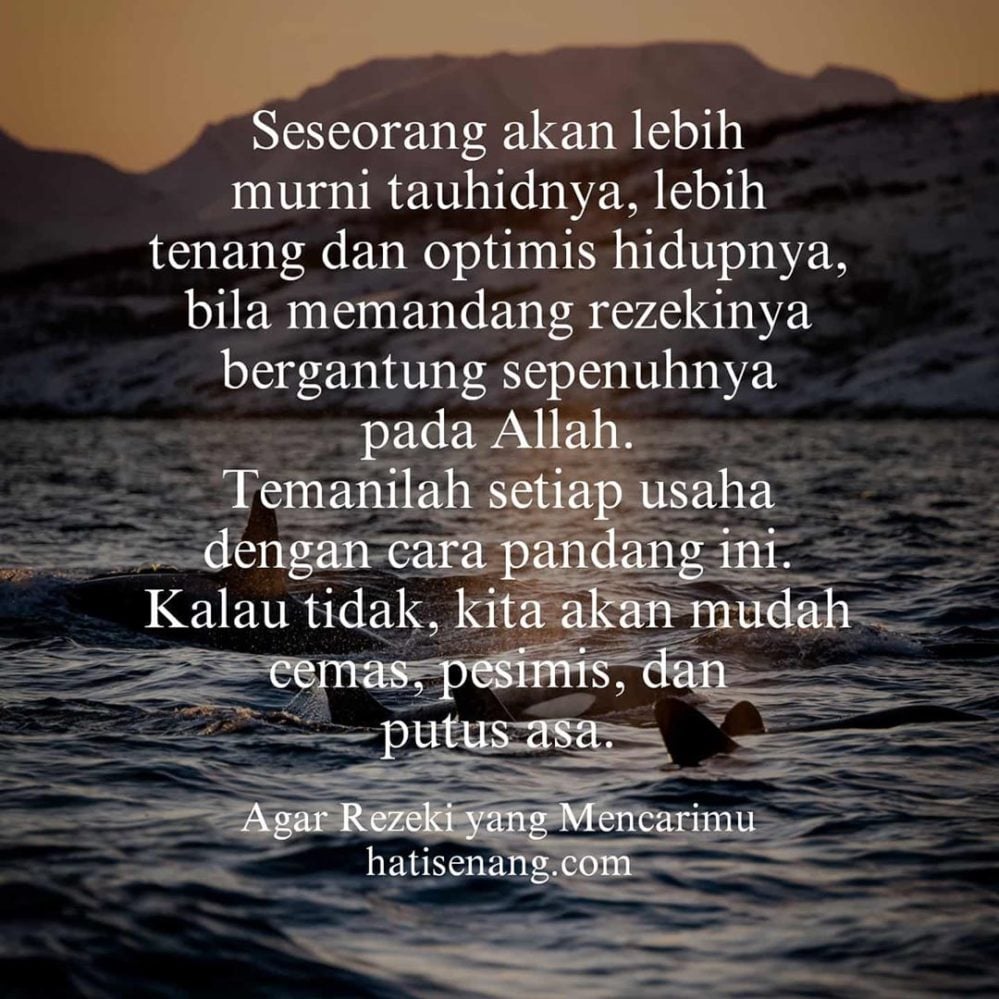 Seseorang akan lebih
murni tauhidnya, lebih
tenang dan optimis hidupnya,
bila memandang rezekinya
bergantung sepenuhnya
pada Allah.
Temanilah setiap usaha
dengan cara pandang ini.
Kalau tidak, kita akan mudah
cemas, pesimis, dan
putus asa.
Agar Rezeki yang Mencarimu
hatisenang.com